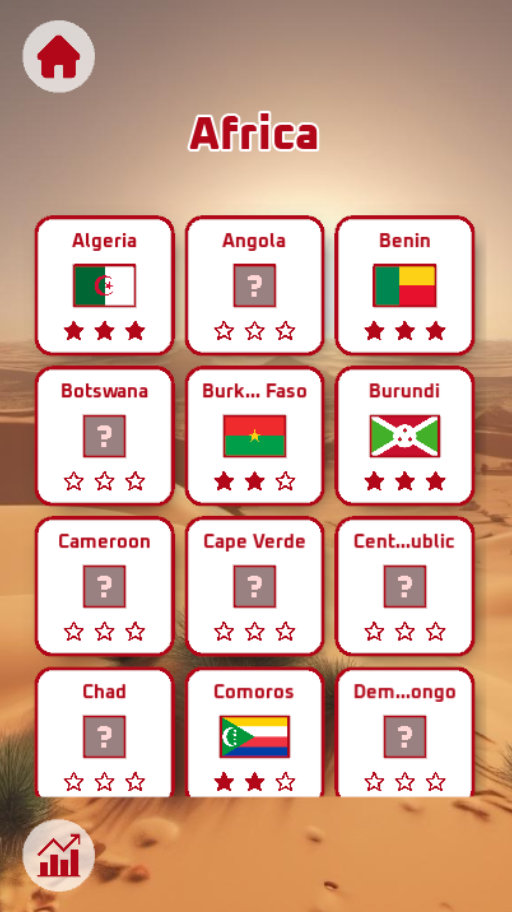 Africa
Algeria
Angola
?
Benin
Botswana
?
Burk... Faso
Burundi
Cameroon
?
Cape Verde
?
Cent...ublic
?
Chad
?
Comoros
Dem...ongo
?